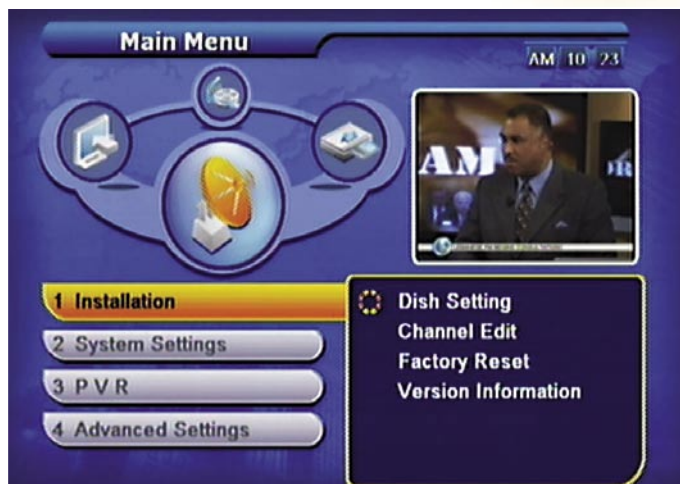 Main Menu
AM 10 23
AM
1 Installation
2 System Settings
3 P V R
4 Advanced Settings
Dish Setting
Channel Edit
Factory Reset
Version Information